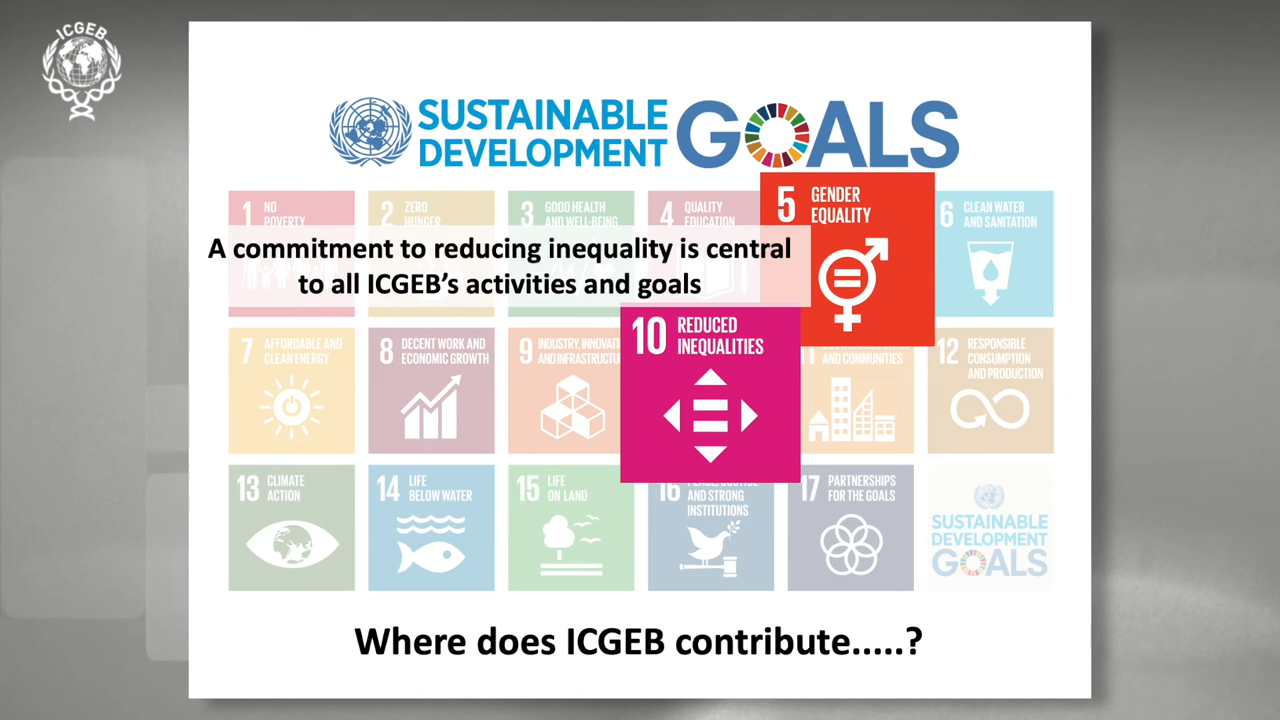 ICGEB
SUSTAINABLE
DEVELOPMENT
GOALS
1 NO
POVERTY
2 ZERO
HUNGER
3 GOOD HEALTH
AND WELL-BEING
4 QUALITY
EDUCATION
5 GENDER
EQUALITY
6 CLEAN WATER
AND SANITATION
A commitment to reducing inequality is central
to all ICGEB’s activities and goals
7 AFFORDABLE AND
CLEAN ENERGY
8 DECENT WORK AND
ECONOMIC GROWTH
9 INDUSTRY, INNOVAT
AND INFRASTRUCTU
10 REDUCED
INEQUALITIES
11
AND COMMUNITIES
12 RESPONSIBLE
CONSUMPTION
AND PRODUCTION
13 CLIMATE
ACTION
14 LIFE
BELOW WATER
15 LIFE
ON LAND
16 PEACE, JUSTICE
AND STRONG
INSTITUTIONS
17 PARTNERSHIPS
FOR THE GOALS
SUSTAINABLE
DEVELOPMENT
GOALS
Where does ICGEB contribute.....?